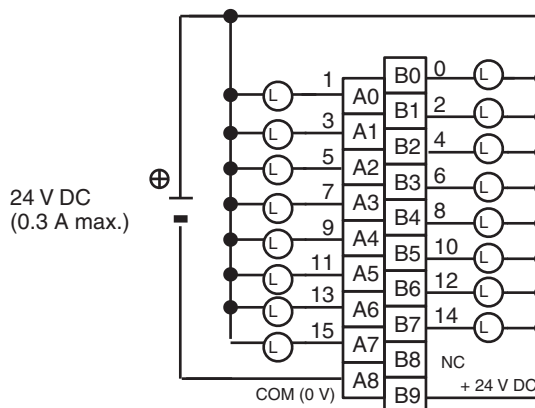 B0 0 L
1 L A0
B1 2 L
3 L A1
B2 4 L
5 L A2
B3 6 L
24 V DC
(0.3 A max.)
7 L A3
B4 8 L
9 L A4
B5 10 L
11 L A5
B6 12 L
13 L A6
B7 14 L
15 L A7
B8 NC
COM (0 V) A8
B9 + 24 V DC